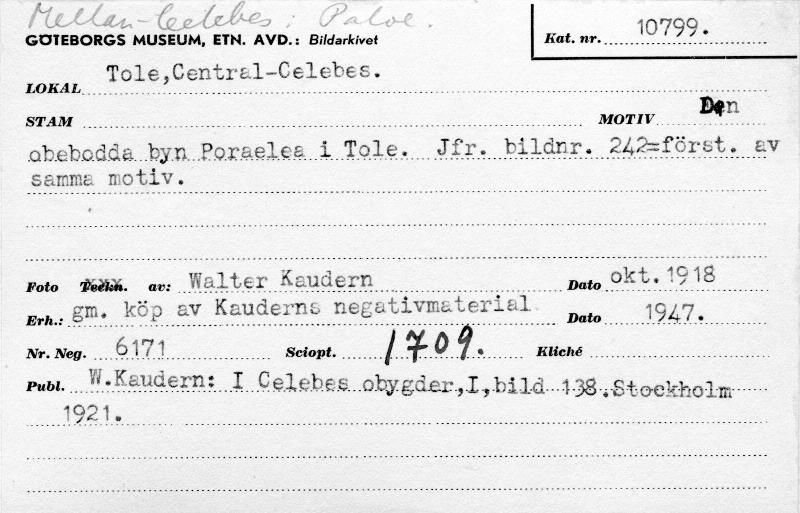 Mellan-Celebes: Paloe.
GÖTEBORGS MUSEUM, ETN. AVD.: Bildarkivet
Kat. nr. 10799.
LOKAL Tole,Central-Celebes.
STAM MOTIV Den
obebodda byn Poraelea i Tole. Jfr. bildnr. 242=först. av
samma motiv.
Foto Teckn. av: Walter Kaudern Dato okt.1918
Erh.: gm. köp av Kauderns negativmaterial Dato 1947.
Nr. Neg. 6171 Sciopt. 1709. Kliché
Publ. W.Kaudern: I Celebes obygder,I,bild 138.Stockholm
1921.